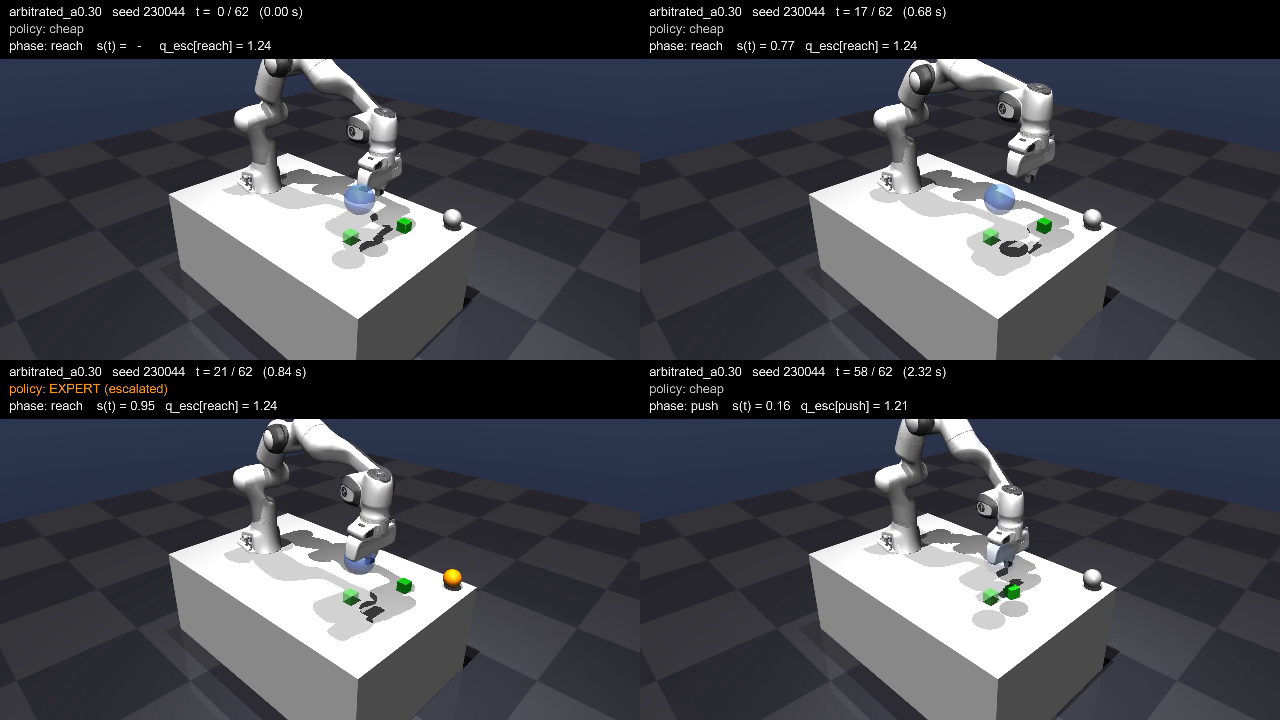 arbitrated_a0.30 seed 230044 t = 0 / 62 (0.00 s)
policy: cheap
phase: reach s(t) = - q_esc[reach] = 1.24
arbitrated_a0.30 seed 230044 t = 17 / 62 (0.68 s)
policy: cheap
phase: reach s(t) = 0.77 q_esc[reach] = 1.24
arbitrated_a0.30 seed 230044 t = 21 / 62 (0.84 s)
policy: EXPERT (escalated)
phase: reach s(t) = 0.95 q_esc[reach] = 1.24
arbitrated_a0.30 seed 230044 t = 58 / 62 (2.32 s)
policy: cheap
phase: push s(t) = 0.16 q_esc[push] = 1.21